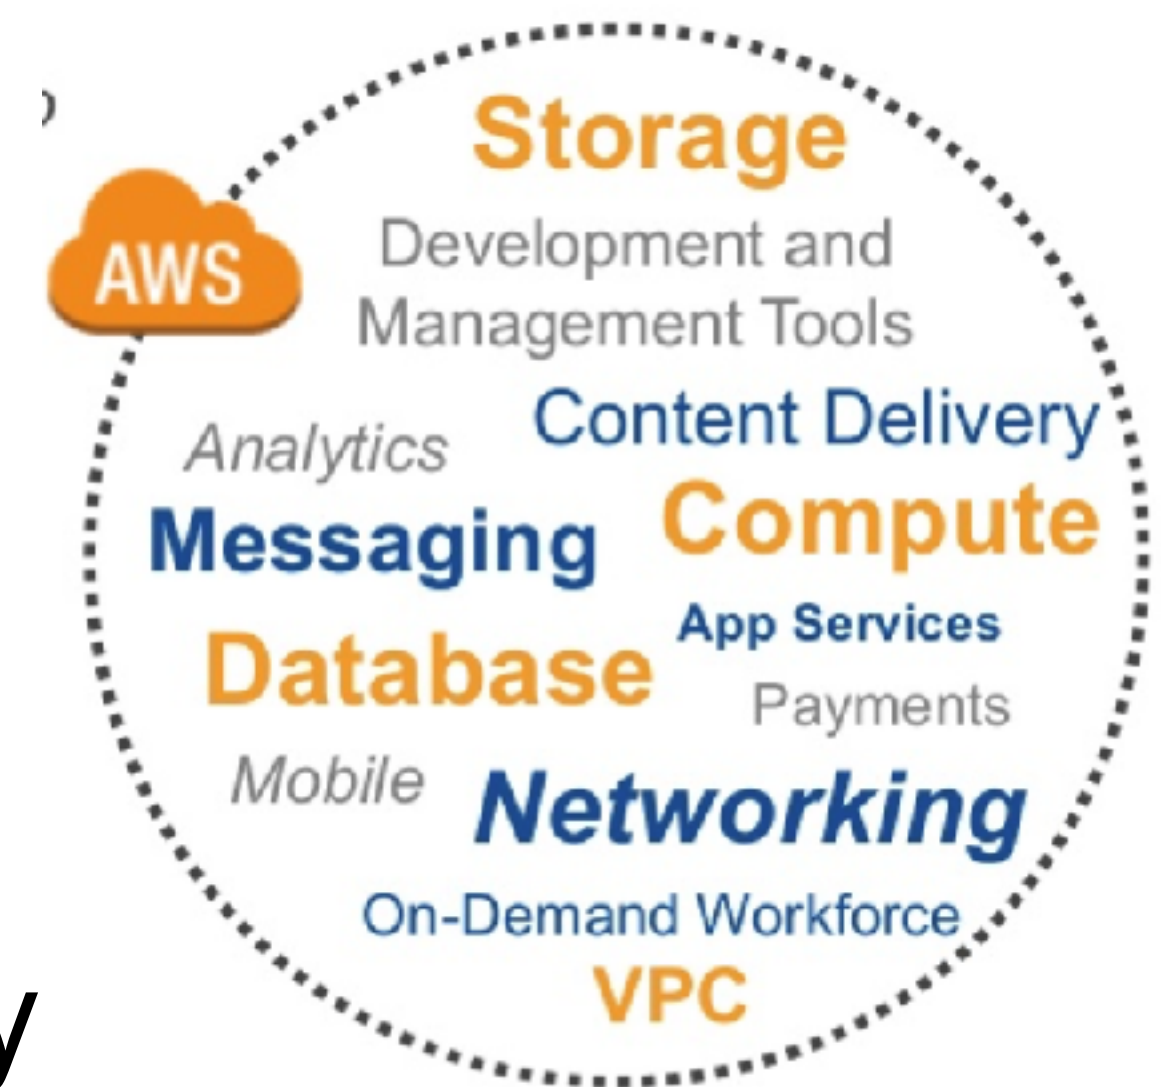 Storage
AWS
Development and
Management Tools
Content Delivery
Analytics
Compute
Messaging
App Services
Database
Payments
Mobile
Networking
On-Demand Workforce
VPC
y